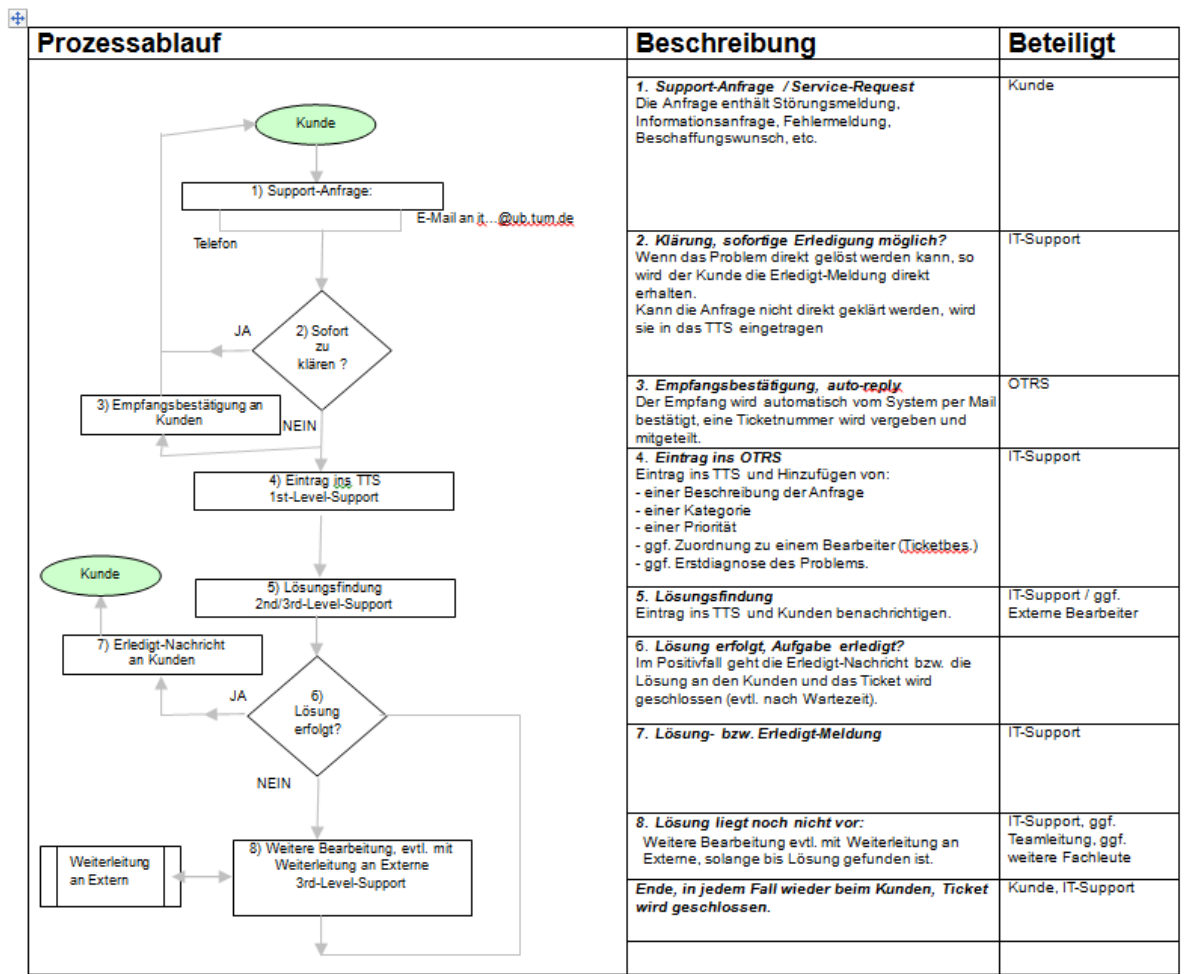 Prozessablauf
Beschreibung
Beteiligt
Kunde
1) Support-Anfrage:
E-Mail an it...@ub.tum.de
Telefon
JA
2) Sofort
zu
klären ?
3) Empfangsbestätigung an
Kunden
NEIN
4) Eintrag ins TTS
1st-Level-Support
Kunde
5) Lösungsfindung
2nd/3rd-Level-Support
7) Erledigt-Nachricht
an Kunden
JA
6)
Lösung
erfolgt?
NEIN
8) Weitere Bearbeitung, evtl. mit
Weiterleitung an Externe
3rd-Level-Support
Weiterleitung
an Extern
1. Support-Anfrage / Service-Request
Die Anfrage enthält Störungsmeldung,
Informationsanfrage, Fehlermeldung,
Beschaffungswunsch, etc.
Kunde
2. Klärung, sofortige Erledigung möglich?
Wenn das Problem direkt gelöst werden kann, so
wird der Kunde die Erledigt-Meldung direkt
erhalten.
Kann die Anfrage nicht direkt geklärt werden, wird
sie in das TTS eingetragen
IT-Support
3. Empfangsbestätigung, auto-reply
Der Empfang wird automatisch vom System per Mail
bestätigt, eine Ticketnummer wird vergeben und
mitgeteilt.
OTRS
4. Eintrag ins OTRS
Eintrag ins TTS und Hinzufügen von:
- einer Beschreibung der Anfrage
- einer Kategorie
- einer Priorität
- ggf. Zuordnung zu einem Bearbeiter (Ticketbes.)
- ggf. Erstdiagnose des Problems.
IT-Support
5. Lösungsfindung
Eintrag ins TTS und Kunden benachrichtigen.
IT-Support / ggf.
Externe Bearbeiter
6. Lösung erfolgt, Aufgabe erledigt?
Im Positivfall geht die Erledigt-Nachricht bzw. die
Lösung an den Kunden und das Ticket wird
geschlossen (evtl. nach Wartezeit).
7. Lösung- bzw. Erledigt-Meldung
IT-Support
8. Lösung liegt noch nicht vor:
Weitere Bearbeitung evtl. mit Weiterleitung an
Externe, solange bis Lösung gefunden ist.
IT-Support, ggf.
Teamleitung, ggf.
weitere Fachleute
Ende, in jedem Fall wieder beim Kunden, Ticket
wird geschlossen.
Kunde, IT-Support